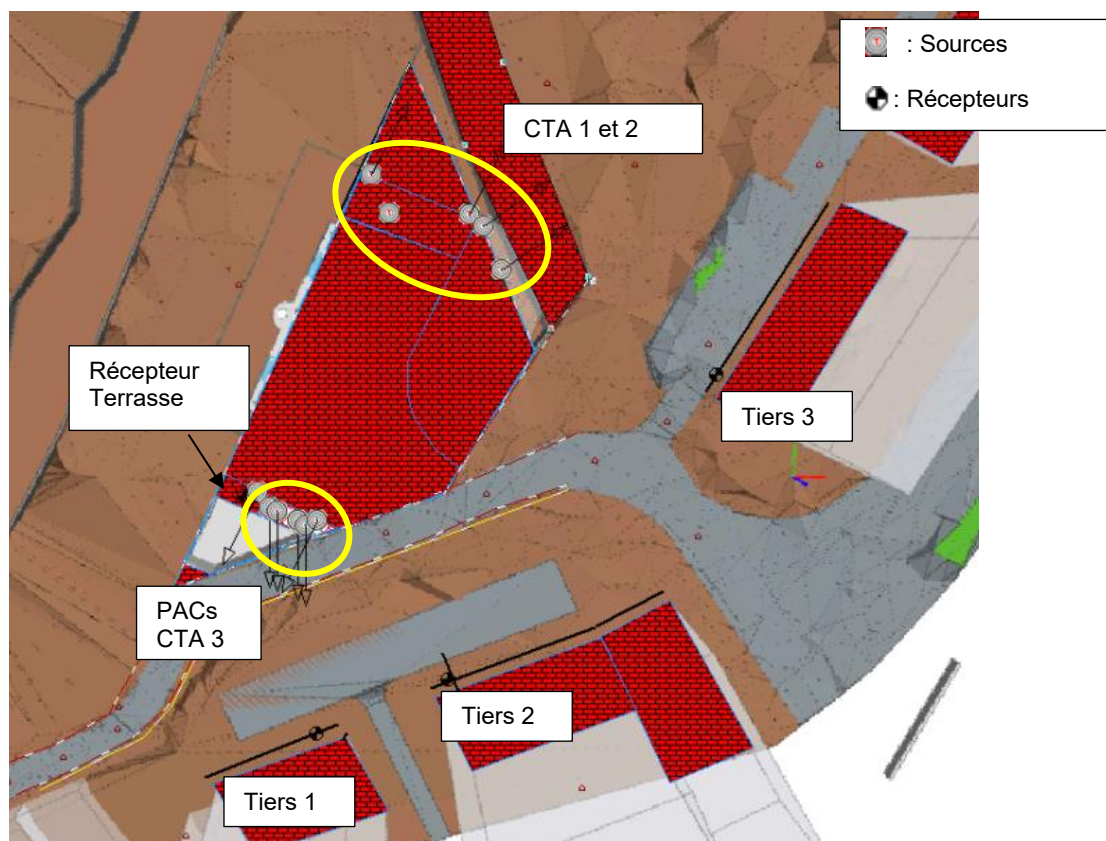 : Sources
: Récepteurs
CTA 1 et 2
Récepteur
Terrasse
Tiers 3
PACs
CTA 3
Tiers 2
Tiers 1